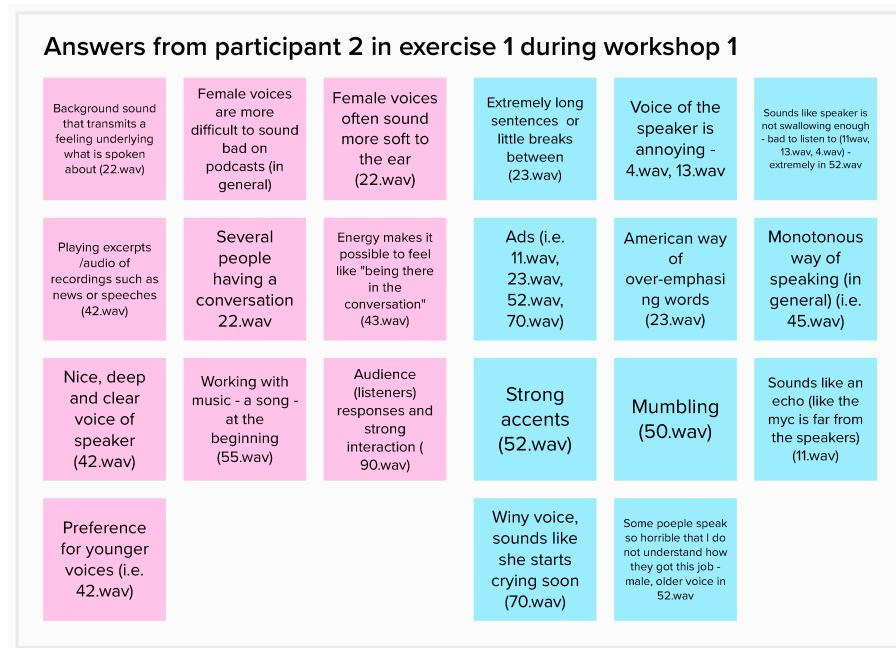 Answers from participant 2 in exercise 1 during workshop 1
Background sound
that transmits a
feeling underlying
what is spoken
about (22.wav)
Female voices
are more
difficult to sound
bad on
podcasts (in
general)
Female voices
often sound
more soft to
the ear
(22.wav)
Extremely long
sentences or
little breaks
between
(23.wav)
Voice of the
speaker is
annoying -
4.wav, 13.wav
Sounds like speaker is
not swallowing enough
- bad to listen to (11wav,
13.wav, 4.wav) -
extremely in 52.wav
Playing excerpts
/audio of
recordings such as
news or speeches
(42.wav)
Several
people
having a
conversation
22.wav
Energy makes it
possible to feel
like "being there
in the
conversation"
(43.wav)
Ads (i.e.
11.wav,
23.wav,
52.wav,
70.wav)
American way
of
over-emphasi
ng words
(23.wav)
Monotonous
way of
speaking (in
general) (i.e.
45.wav)
Nice, deep
and clear
voice of
speaker
(42.wav)
Working with
music - a song -
at the
beginning
(55.wav)
Audience
(listeners)
responses and
strong
interaction (
90.wav)
Strong
accents
(52.wav)
Mumbling
(50.wav)
Sounds like an
echo (like the
myc is far from
the speakers)
(11.wav)
Preference
for younger
voices (i.e.
42.wav)
Winy voice,
sounds like
she starts
crying soon
(70.wav)
Some poeple speak
so horrible that I do
not understand how
they got this job -
male, older voice in
52.wav